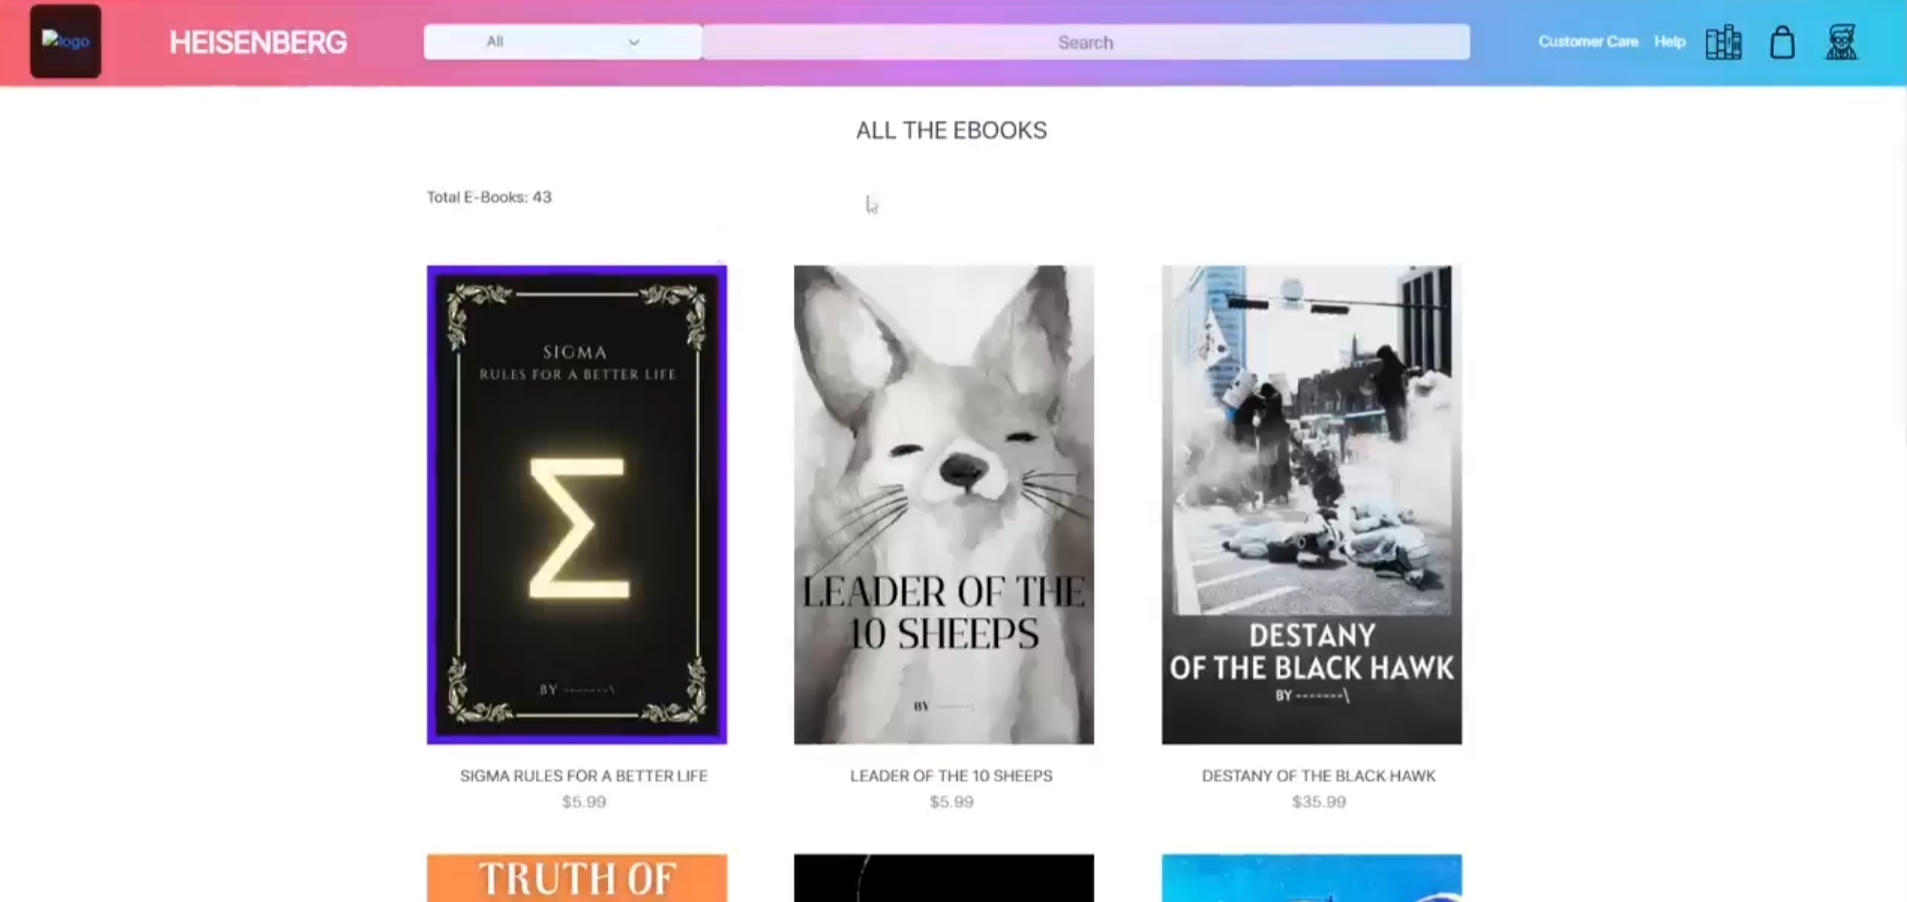 logo
HEISENBERG
All
Search
Customer Care
Help
ALL THE EBOOKS
Total E-Books: 43
SIGMA
RULES FOR A BETTER LIFE
Σ
BY -------\
LEADER OF THE
10 SHEEPS
BY -------\
DESTANY
OF THE BLACK HAWK
BY -------\
SIGMA RULES FOR A BETTER LIFE
$5.99
LEADER OF THE 10 SHEEPS
$5.99
DESTANY OF THE BLACK HAWK
$35.99
TRUTH OF